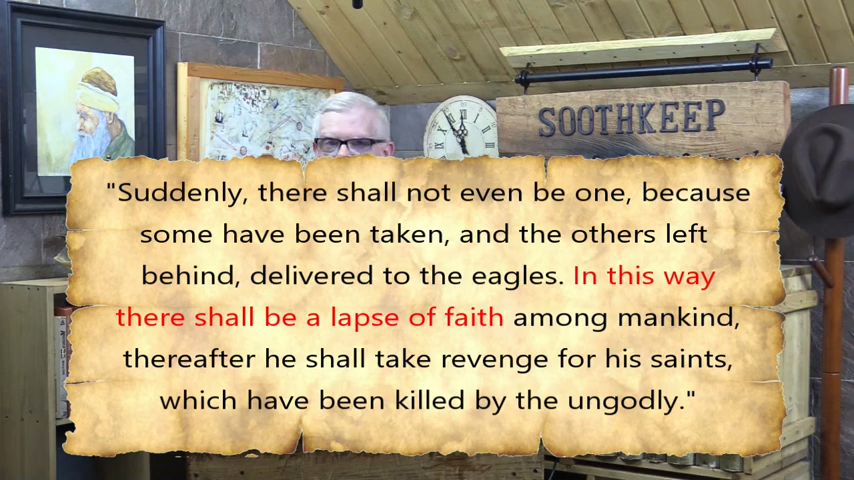 SOOTHKEEP
"Suddenly, there shall not even be one, because
some have been taken, and the others left
behind, delivered to the eagles. In this way
there shall be a lapse of faith among mankind,
thereafter he shall take revenge for his saints,
which have been killed by the ungodly."